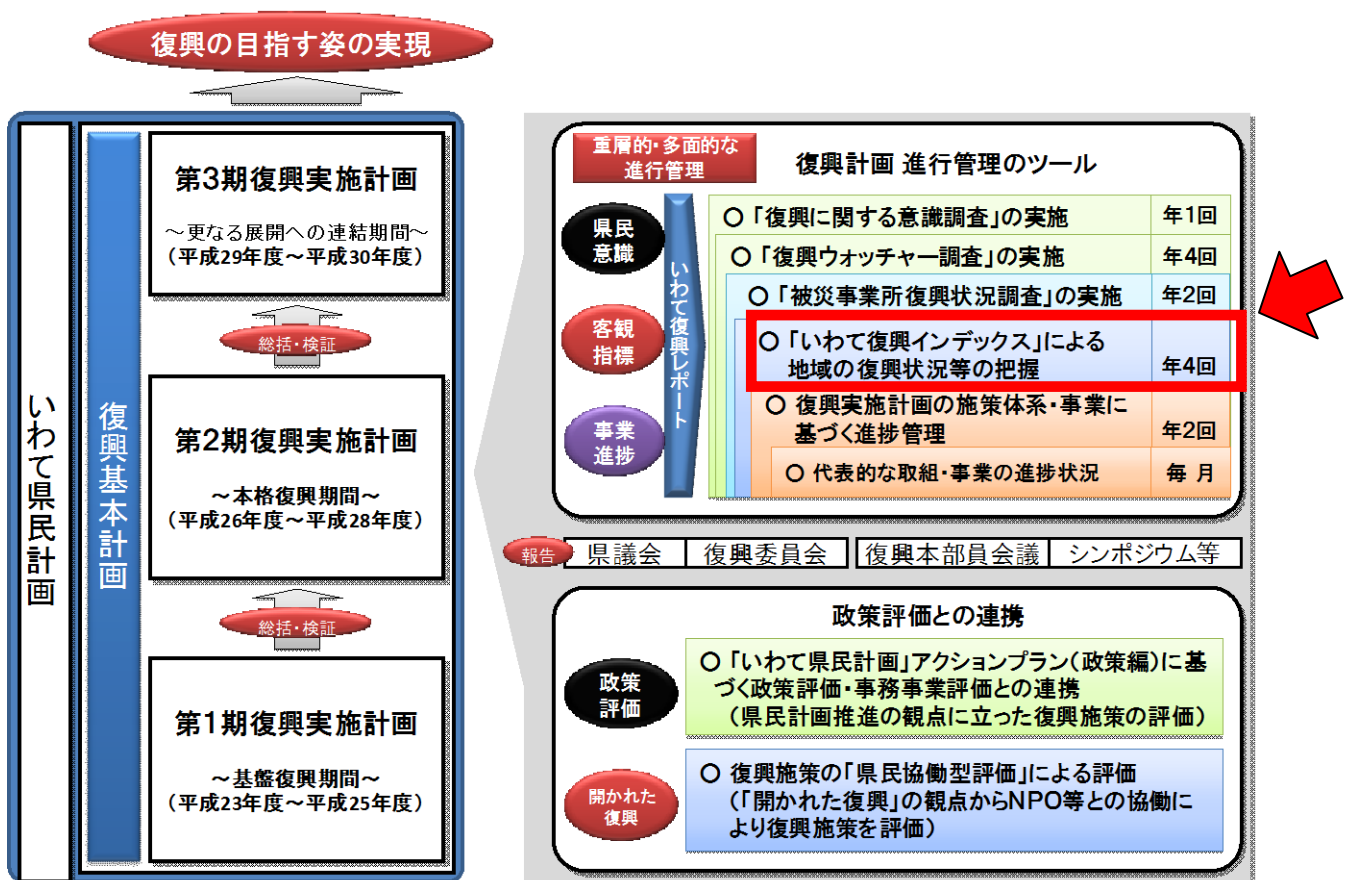 復興の目指す姿の実現
いわて県民計画
復興基本計画
第3期復興実施計画
～更なる展開への連結期間～
（平成29年度～平成30年度）
総括・検証
第2期復興実施計画
～本格復興期間～
（平成26年度～平成28年度）
総括・検証
第1期復興実施計画
～基盤復興期間～
（平成23年度～平成25年度）
重層的・多面的な
進行管理
復興計画 進行管理のツール
県民
意識
客観
指標
事業
進捗
いわて復興レポート
○「復興に関する意識調査」の実施 年1回
○「復興ウォッチャー調査」の実施 年4回
○「被災事業所復興状況調査」の実施 年2回
○「いわて復興インデックス」による
地域の復興状況等の把握 年4回
○ 復興実施計画の施策体系・事業に
基づく進捗管理 年2回
○ 代表的な取組・事業の進捗状況 毎 月
報告 県議会 復興委員会 復興本部員会議 シンポジウム等
政策評価との連携
政策
評価
○「いわて県民計画」アクションプラン（政策編）に基
づく政策評価・事務事業評価との連携
（県民計画推進の観点に立った復興施策の評価）
開かれた
復興
○ 復興施策の「県民協働型評価」による評価
（「開かれた復興」の観点からNPO等との協働に
より復興施策を評価）